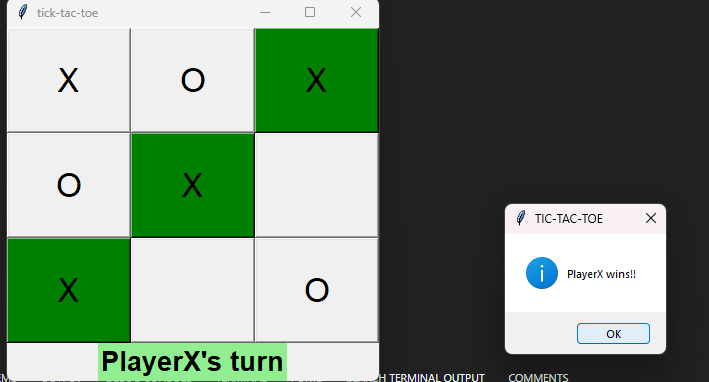 tick-tac-toe
X O X
O X
X O
PlayerX's turn
TIC-TAC-TOE
PlayerX wins!!
OK
TERMINAL OUTPUT
COMMENTS